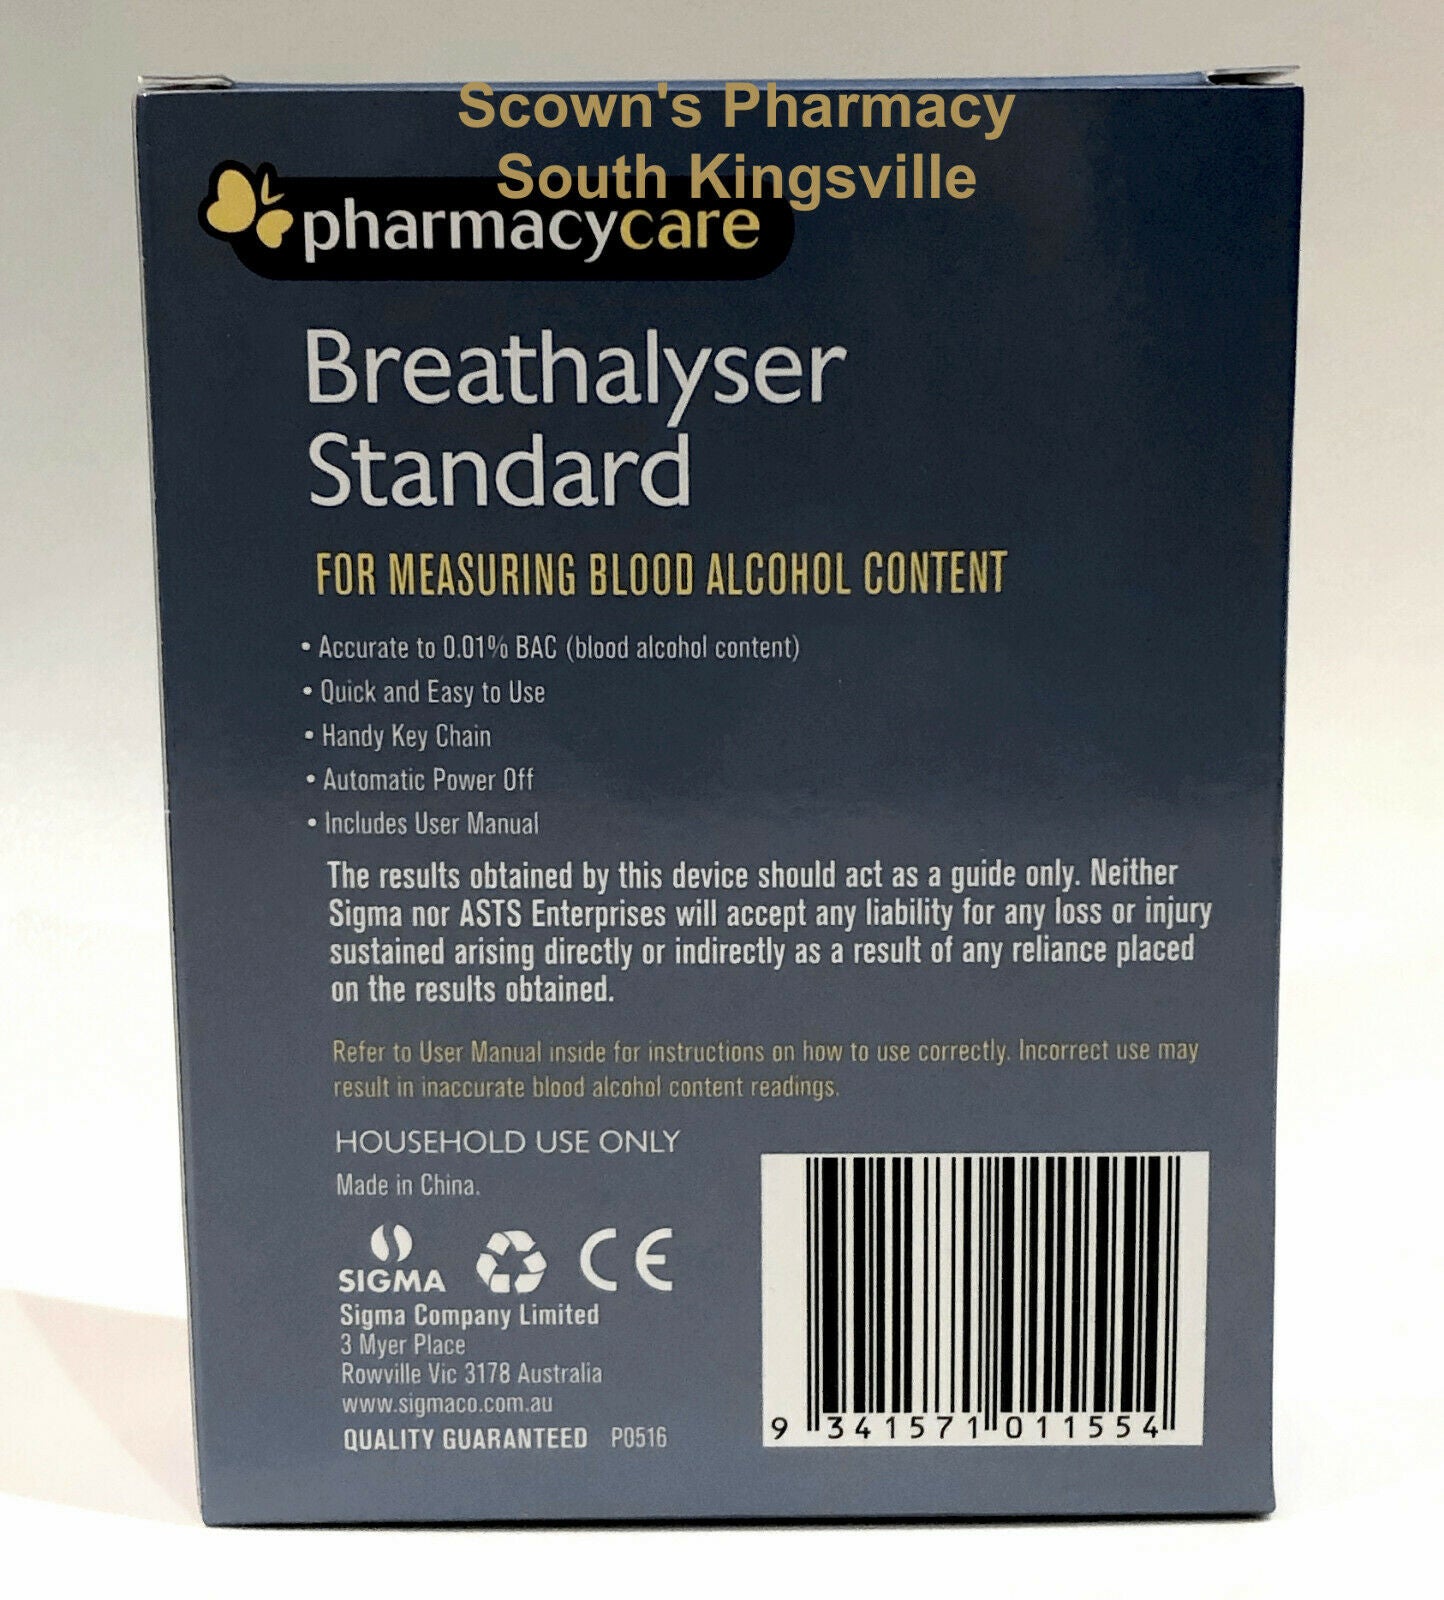 Scown's Pharmacy
South Kingsville
pharmacycare
Breathalyser
Standard
FOR MEASURING BLOOD ALCOHOL CONTENT
• Accurate to 0.01% BAC (blood alcohol content)
• Quick and Easy to Use
• Handy Key Chain
• Automatic Power Off
• Includes User Manual
The results obtained by this device should act as a guide only. Neither
Sigma nor ASTS Enterprises will accept any liability for any loss or injury
sustained arising directly or indirectly as a result of any reliance placed
on the results obtained.
Refer to User Manual inside for instructions on how to use correctly. Incorrect use may
result in inaccurate blood alcohol content readings.
HOUSEHOLD USE ONLY
Made in China.
SIGMA
CE
Sigma Company Limited
3 Myer Place
Rowville Vic 3178 Australia
www.sigmaco.com.au
QUALITY GUARANTEED P0516
9 341571 011554